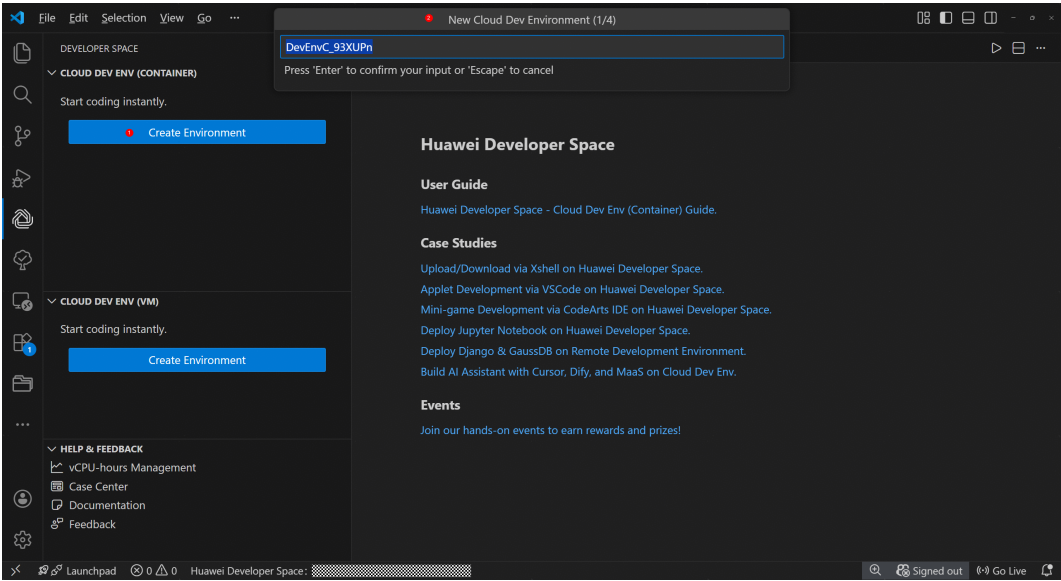 File Edit Selection View Go ···
2 New Cloud Dev Environment (1/4)
DevEnvC_93XUPn
Press 'Enter' to confirm your input or 'Escape' to cancel
DEVELOPER SPACE
CLOUD DEV ENV (CONTAINER)
Start coding instantly.
1 Create Environment
CLOUD DEV ENV (VM)
Start coding instantly.
Create Environment
1
HELP & FEEDBACK
vCPU-hours Management
Case Center
Documentation
Feedback
Huawei Developer Space
User Guide
Huawei Developer Space - Cloud Dev Env (Container) Guide.
Case Studies
Upload/Download via Xshell on Huawei Developer Space.
Applet Development via VSCode on Huawei Developer Space.
Mini-game Development via CodeArts IDE on Huawei Developer Space.
Deploy Jupyter Notebook on Huawei Developer Space.
Deploy Django & GaussDB on Remote Development Environment.
Build AI Assistant with Cursor, Dify, and MaaS on Cloud Dev Env.
Events
Join our hands-on events to earn rewards and prizes!
Launchpad 0 0 Huawei Developer Space: Signed out Go Live